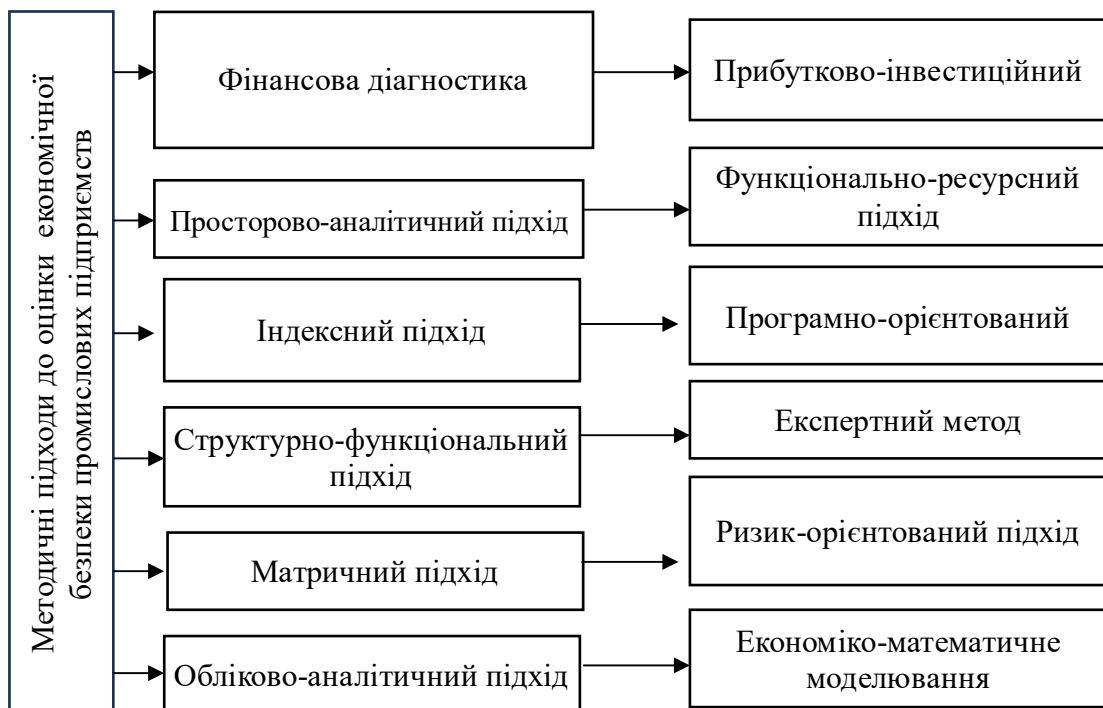 Методичні підходи до оцінки економічної
безпеки промислових підприємств
Фінансова діагностика
Прибутково-інвестиційний
Просторово-аналітичний підхід
Функціонально-ресурсний
підхід
Індексний підхід
Програмно-орієнтований
Структурно-функціональний
підхід
Експертний метод
Матричний підхід
Ризик-орієнтований підхід
Обліково-аналітичний підхід
Економіко-математичне
моделювання